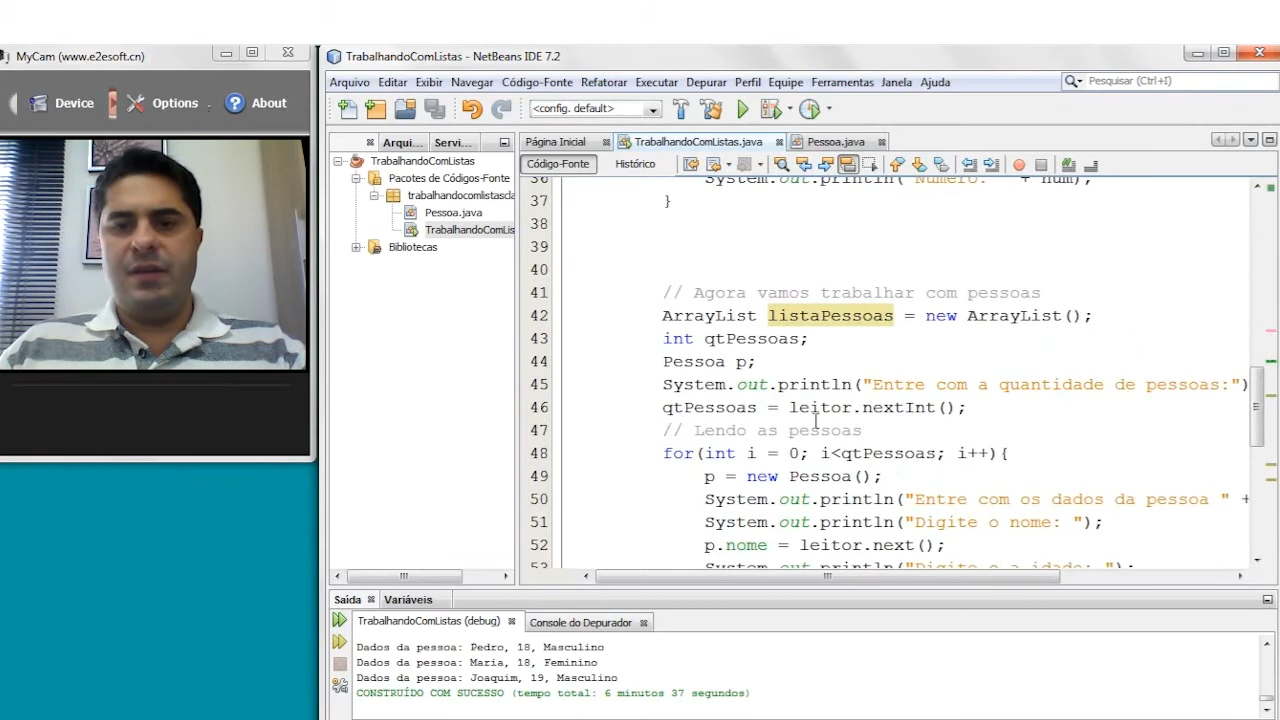 MyCam (www.e2esoft.cn)
Device
Options
About
TrabalhandoComListas - NetBeans IDE 7.2
Arquivo Editar Exibir Navegar Código-Fonte Refatorar Executar Depurar Perfil Equipe Ferramentas Janela Ajuda
Pesquisar (Ctrl+I)
<config. default>
Arqui...
Servi...
Página Inicial
TrabalhandoComListas.java
Pessoa.java
Código-Fonte
Histórico
TrabalhandoComListas
Pacotes de Códigos-Fonte
trabalhandocomlistascla
Pessoa.java
TrabalhandoComLis
Bibliotecas
36 System.out.println("Numero: " + num);
37 }
38
39
40
41 // Agora vamos trabalhar com pessoas
42 ArrayList listaPessoas = new ArrayList();
43 int qtPessoas;
44 Pessoa p;
45 System.out.println("Entre com a quantidade de pessoas:")
46 qtPessoas = leitor.nextInt();
47 // Lendo as pessoas
48 for(int i = 0; i<qtPessoas; i++){
49 p = new Pessoa();
50 System.out.println("Entre com os dados da pessoa " +
51 System.out.println("Digite o nome: ");
52 p.nome = leitor.next();
53 System.out.println("Digite o a idade: ");
Saída
Variáveis
TrabalhandoComListas (debug)
Console do Depurador
Dados da pessoa: Pedro, 18, Masculino
Dados da pessoa: Maria, 18, Feminino
Dados da pessoa: Joaquim, 19, Masculino
CONSTRUÍDO COM SUCESSO (tempo total: 6 minutos 37 segundos)